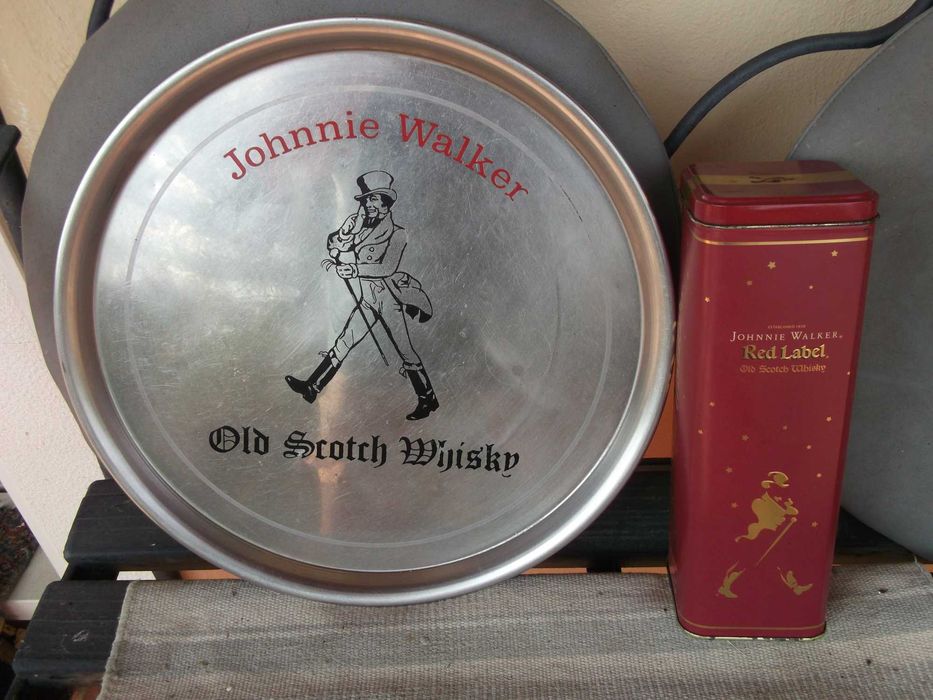 Johnnie Walker
Old Scotch Whisky
JOHNNIE WALKER
Red Label
Old Scotch Whisky